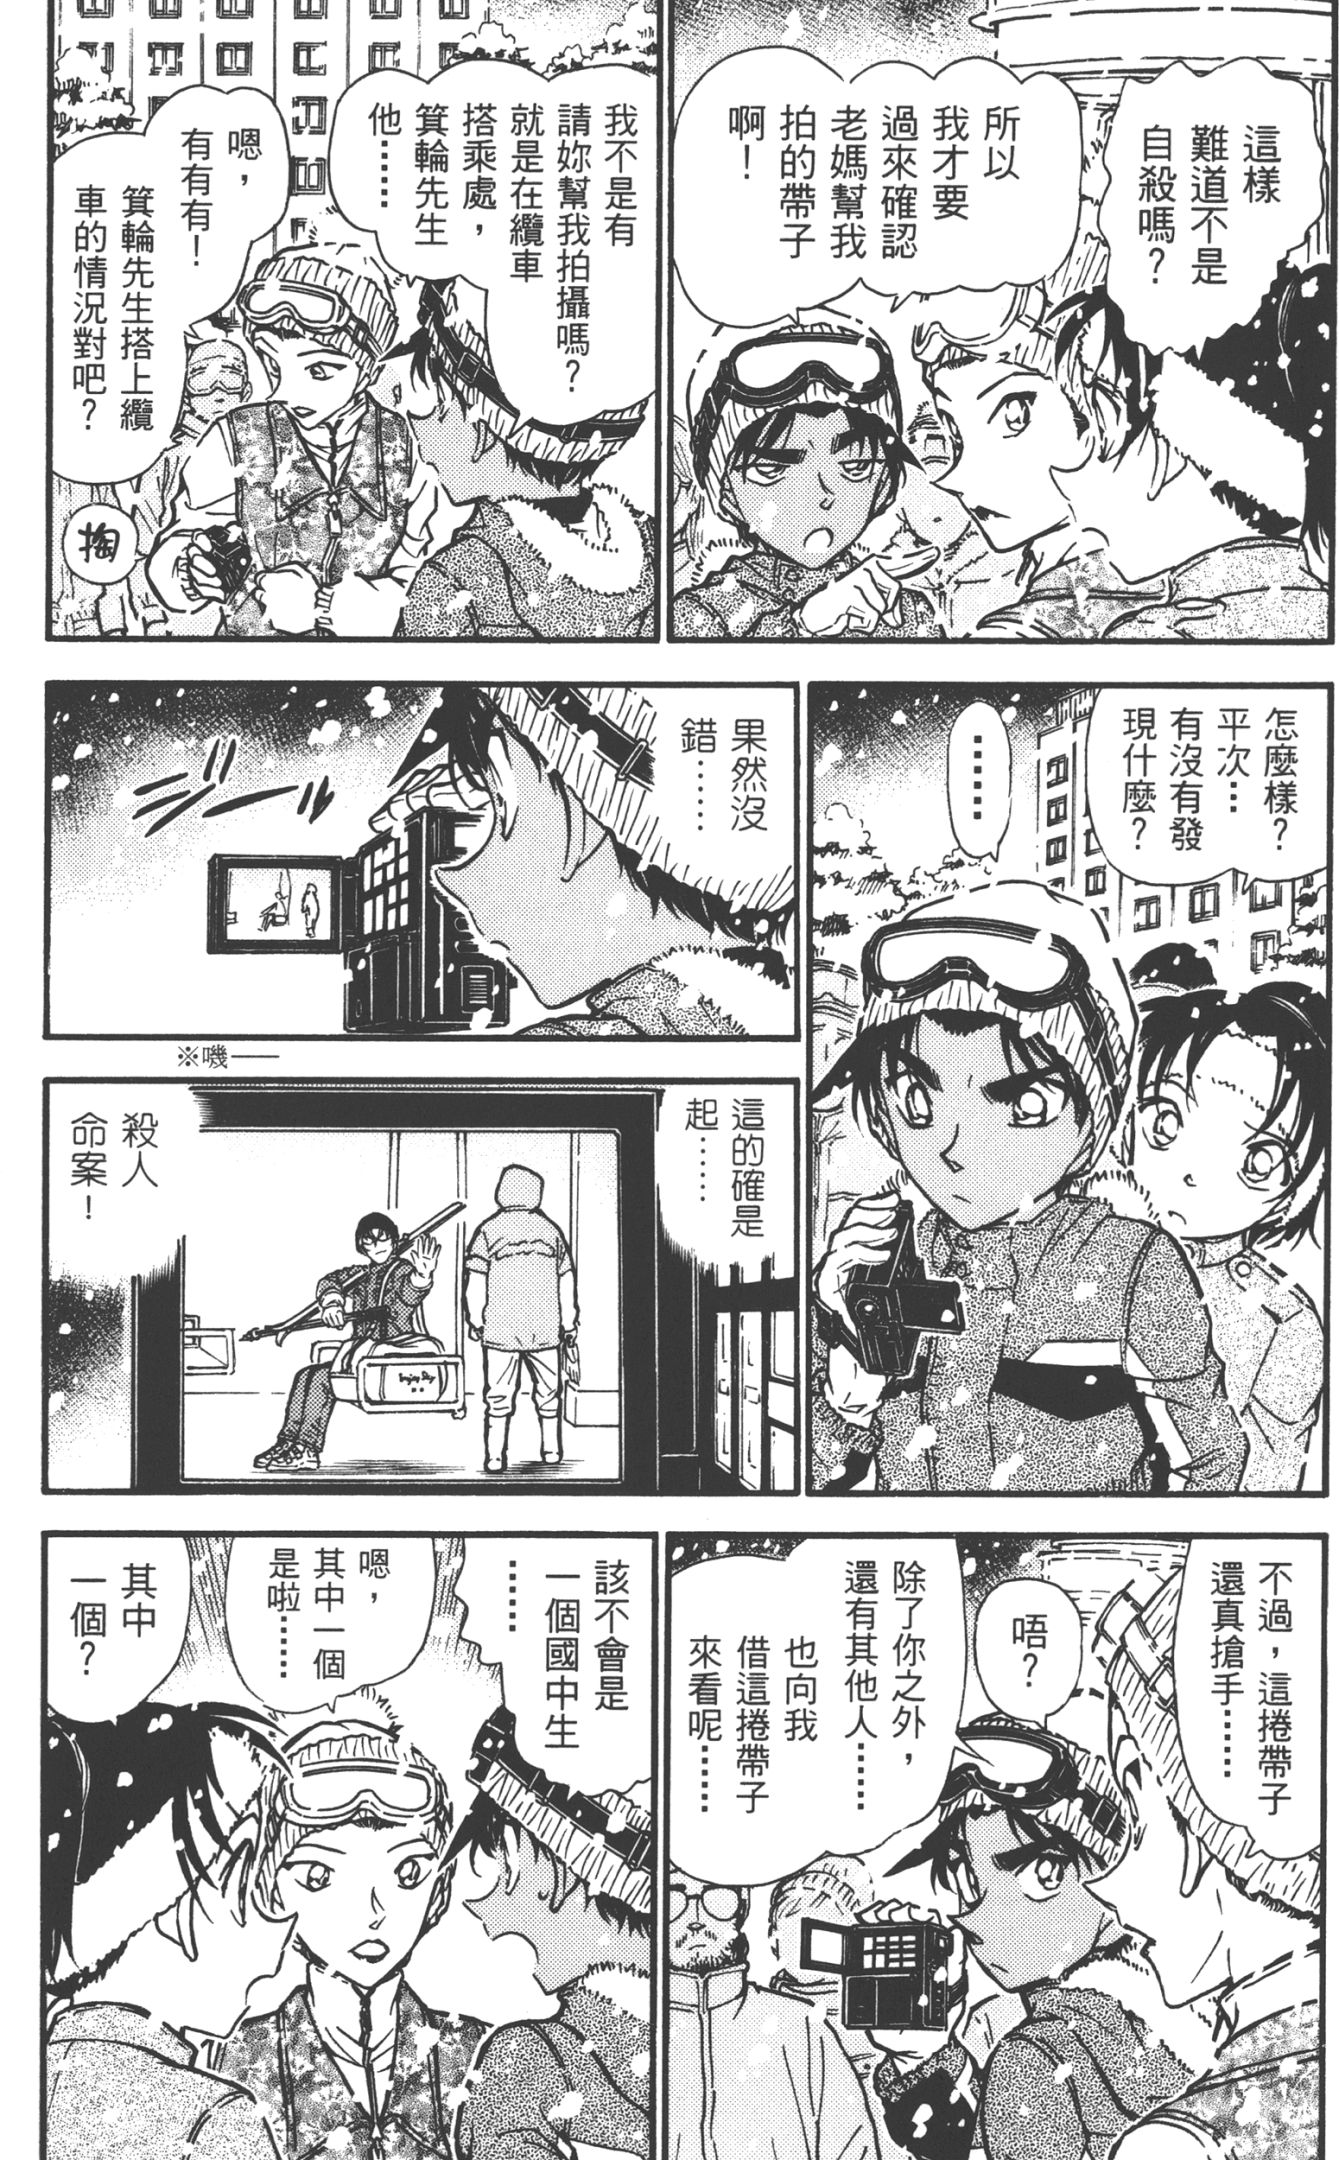 這樣
難道不是
自殺嗎？
所以
我才要
過來確認
老媽幫我
拍的帶子
啊！
我不是有
請妳幫我拍攝嗎？
就是在纜車
搭乘處，
箕輪先生
他……
嗯，
有有有！
箕輪先生搭上纜
車的情況對吧？
掏
怎麼樣？
平次…
有沒有發
現什麼？
……
果然沒
錯……
※嘰——
這的確是
起……
殺人
命案！
不過，這捲帶子
還真搶手……
唔？
除了你之外，
還有其他人……
也向我
借這捲帶子
來看呢……
該不會是
一個國中生
……
嗯，
其中一個
是啦……
其中
一個？
Enjoy Sky